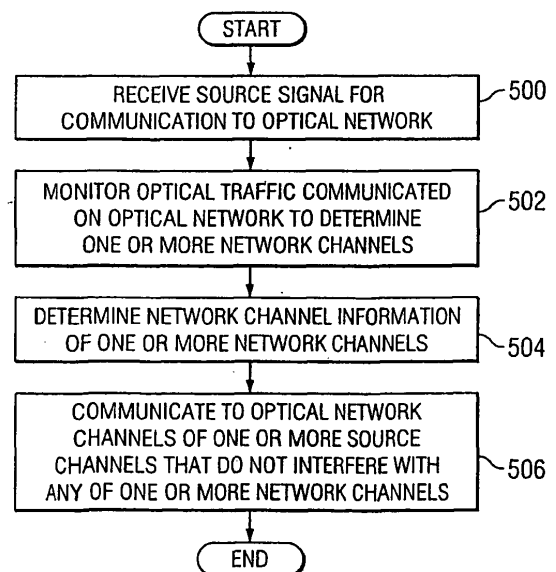 START
RECEIVE SOURCE SIGNAL FOR
COMMUNICATION TO OPTICAL NETWORK
500
MONITOR OPTICAL TRAFFIC COMMUNICATED
ON OPTICAL NETWORK TO DETERMINE
ONE OR MORE NETWORK CHANNELS
502
DETERMINE NETWORK CHANNEL INFORMATION
OF ONE OR MORE NETWORK CHANNELS
504
COMMUNICATE TO OPTICAL NETWORK
CHANNELS OF ONE OR MORE SOURCE
CHANNELS THAT DO NOT INTERFERE WITH
ANY OF ONE OR MORE NETWORK CHANNELS
506
END